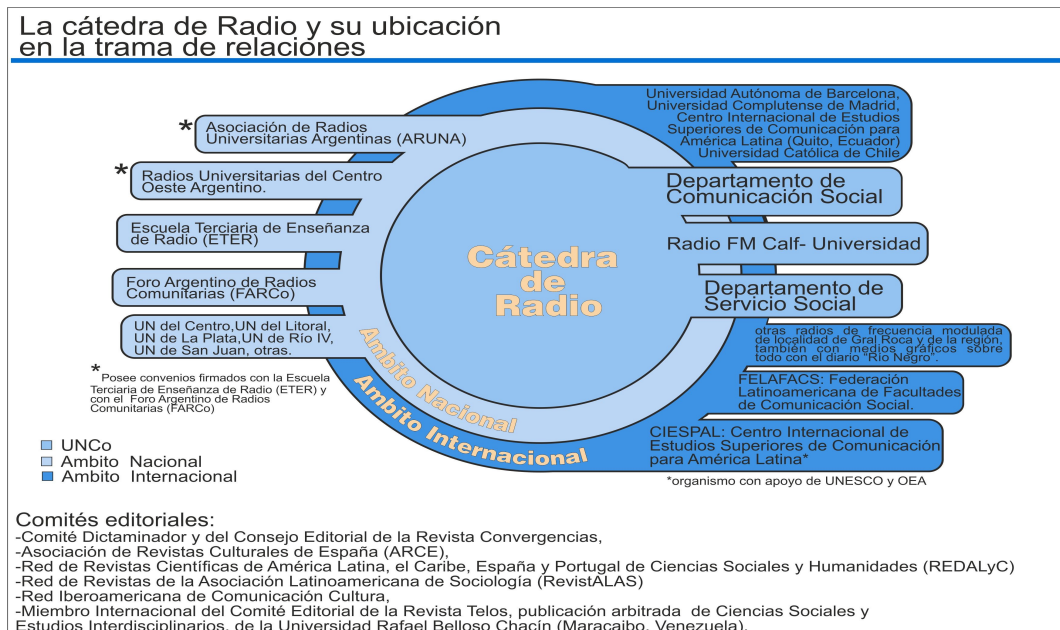 La cátedra de Radio y su ubicación
en la trama de relaciones
* Asociación de Radios
Universitarias Argentinas (ARUNA)
* Radios Universitarias del Centro
Oeste Argentino.
Escuela Terciaria de Enseñanza
de Radio (ETER)
Foro Argentino de Radios
Comunitarias (FARCo)
UN del Centro,UN del Litoral,
UN de La Plata,UN de Río IV,
UN de San Juan, otras.
* Posee convenios firmados con la Escuela
Terciaria de Enseñanza de Radio (ETER) y
con el Foro Argentino de Radios
Comunitarias (FARCo)
Cátedra
de
Radio
Ambito Nacional
Ambito Internacional
Universidad Autónoma de Barcelona,
Universidad Complutense de Madrid,
Centro Internacional de Estudios
Superiores de Comunicación para
América Latina (Quito, Ecuador)
Universidad Católica de Chile
Departamento de
Comunicación Social
Radio FM Calf- Universidad
Departamento de
Servicio Social
otras radios de frecuencia modulada
de localidad de Gral Roca y de la región,
también con medios gráficos sobre
todo con el diario "Río Negro".
FELAFACS: Federación
Latinoamericana de Facultades
de Comunicación Social.
CIESPAL: Centro Internacional de
Estudios Superiores de Comunicación
para América Latina*
*organismo con apoyo de UNESCO y OEA
UNCo
Ambito Nacional
Ambito Internacional
Comités editoriales:
-Comité Dictaminador y del Consejo Editorial de la Revista Convergencias,
-Asociación de Revistas Culturales de España (ARCE),
-Red de Revistas Científicas de América Latina, el Caribe, España y Portugal de Ciencias Sociales y Humanidades (REDALyC)
-Red de Revistas de la Asociación Latinoamericana de Sociología (RevistALAS)
-Red Iberoamericana de Comunicación Cultura,
-Miembro Internacional del Comité Editorial de la Revista Telos, publicación arbitrada de Ciencias Sociales y
Estudios Interdisciplinarios, de la Universidad Rafael Belloso Chacín (Maracaibo, Venezuela).